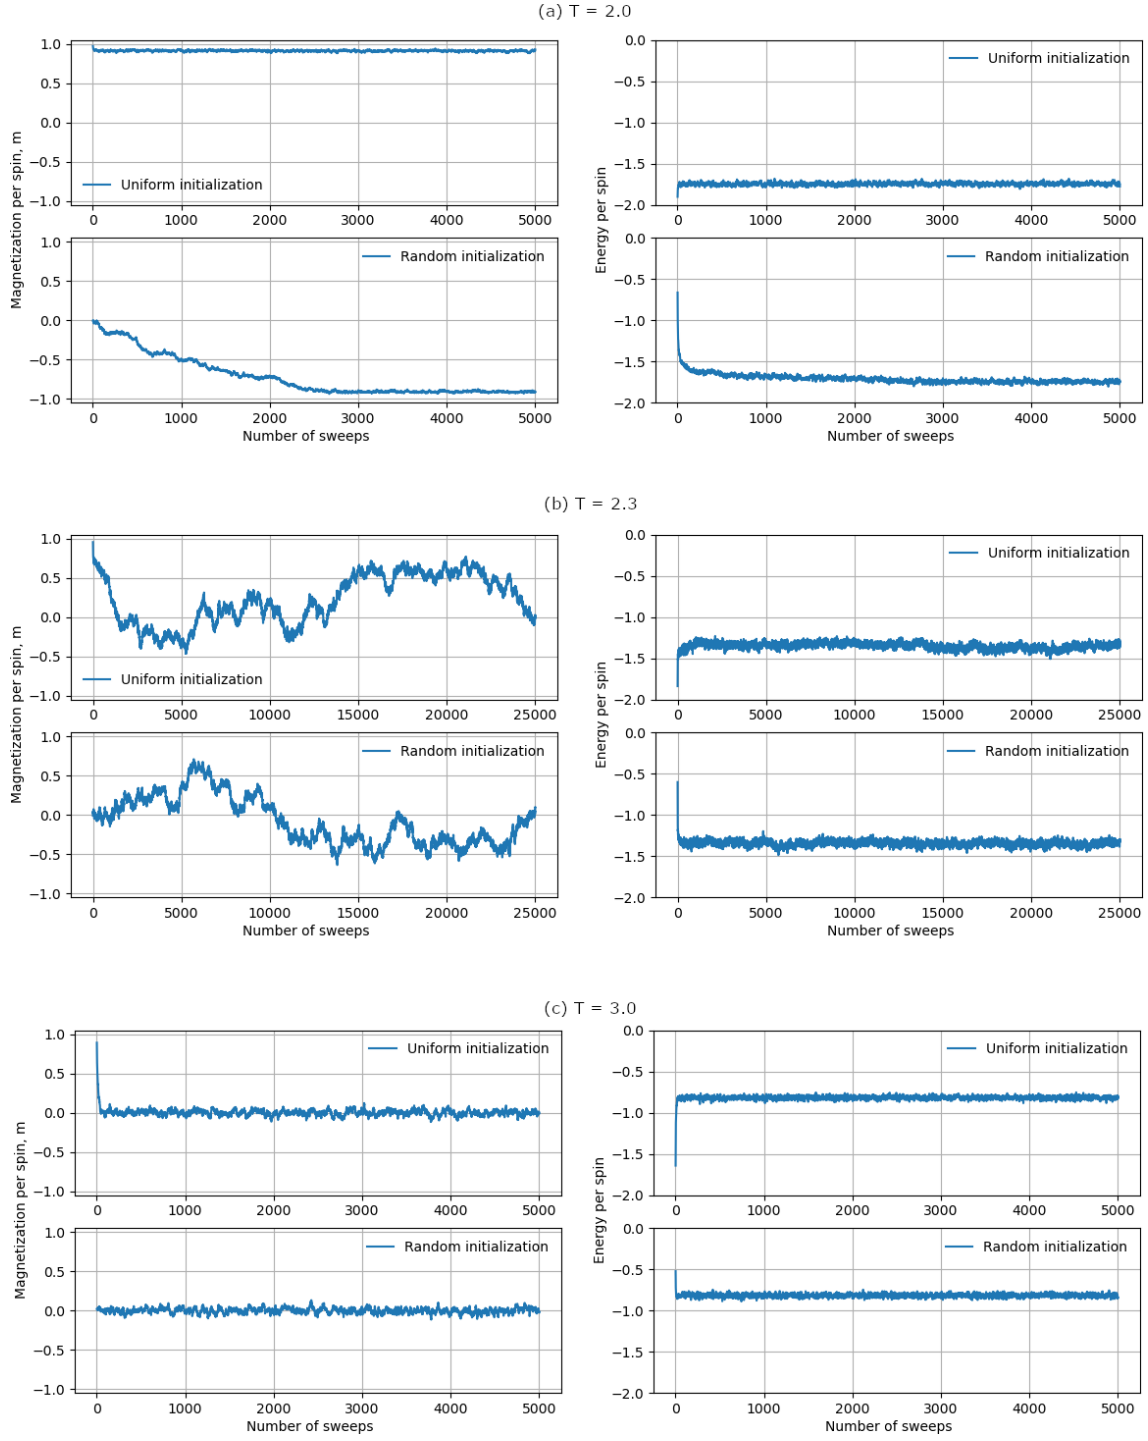 (a) T = 2.0
Magnetization per spin, m
1.0
0.5
0.0
−0.5
−1.0
Uniform initialization
0 1000 2000 3000 4000 5000
1.0
0.5
0.0
−0.5
−1.0
Random initialization
0 1000 2000 3000 4000 5000
Number of sweeps
Energy per spin
0.0
−0.5
−1.0
−1.5
−2.0
Uniform initialization
0 1000 2000 3000 4000 5000
0.0
−0.5
−1.0
−1.5
−2.0
Random initialization
0 1000 2000 3000 4000 5000
Number of sweeps
(b) T = 2.3
Magnetization per spin, m
1.0
0.5
0.0
−0.5
−1.0
Uniform initialization
0 5000 10000 15000 20000 25000
1.0
0.5
0.0
−0.5
−1.0
Random initialization
0 5000 10000 15000 20000 25000
Number of sweeps
Energy per spin
0.0
−0.5
−1.0
−1.5
−2.0
Uniform initialization
0 5000 10000 15000 20000 25000
0.0
−0.5
−1.0
−1.5
−2.0
Random initialization
0 5000 10000 15000 20000 25000
Number of sweeps
(c) T = 3.0
Magnetization per spin, m
1.0
0.5
0.0
−0.5
−1.0
Uniform initialization
0 1000 2000 3000 4000 5000
1.0
0.5
0.0
−0.5
−1.0
Random initialization
0 1000 2000 3000 4000 5000
Number of sweeps
Energy per spin
0.0
−0.5
−1.0
−1.5
−2.0
Uniform initialization
0 1000 2000 3000 4000 5000
0.0
−0.5
−1.0
−1.5
−2.0
Random initialization
0 1000 2000 3000 4000 5000
Number of sweeps